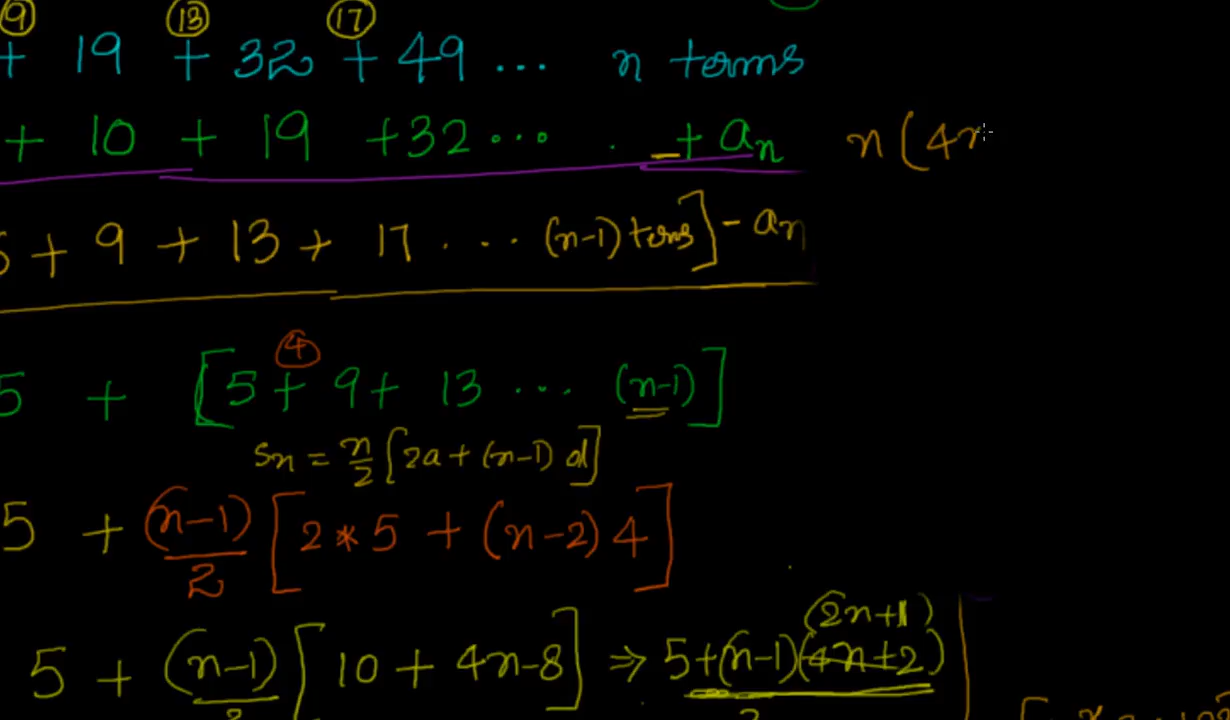 9 13 17
+ 19 + 32 + 49 ... n terms
+ 10 + 19 +32 ... . + an n (4n
+ 9 + 13 + 17 . ... (n-1) terms] - an
4
5 + [5 + 9 + 13 ... (n-1)]
Sn = n/2 [2a + (n-1) d]
5 + (n-1)/2 [2 * 5 + (n-2) 4]
(2n+1)
5 + (n-1) [10 + 4n-8] ⇒ 5+(n-1)(4n+2)